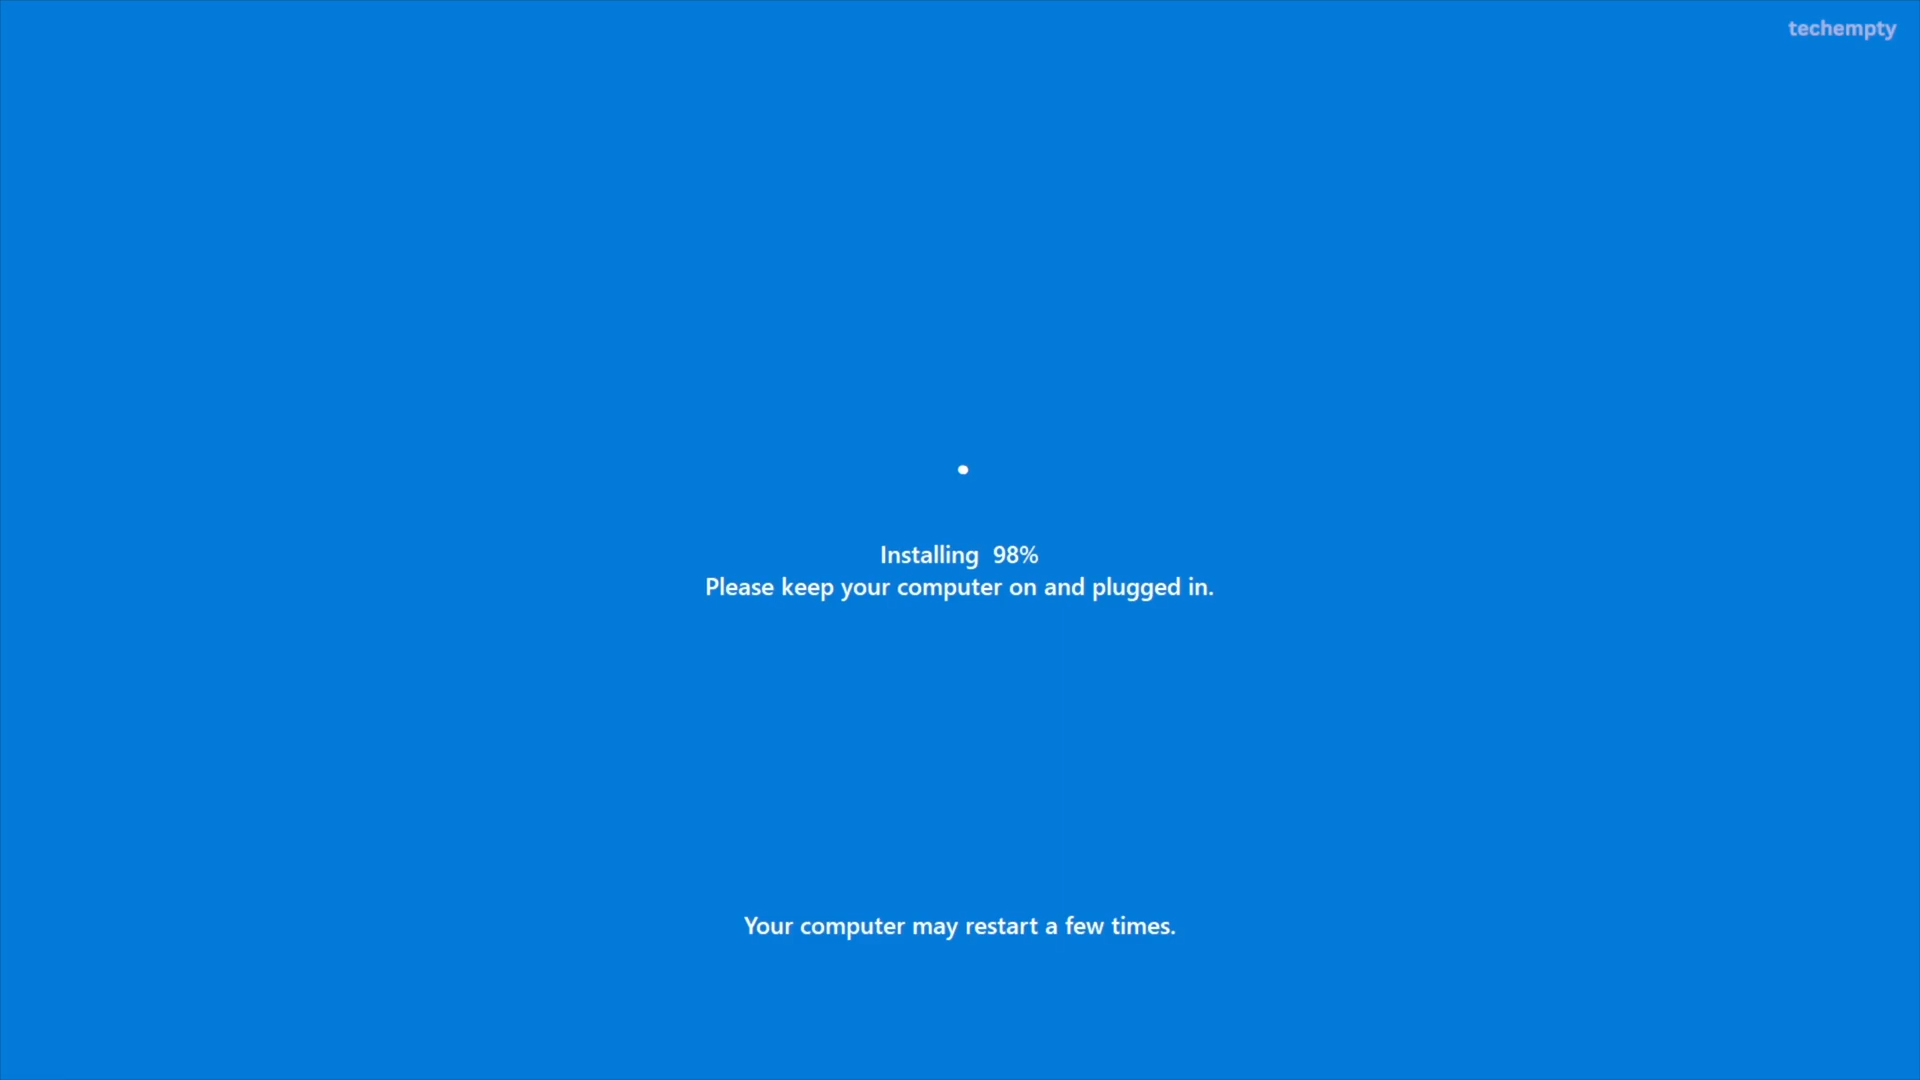 techempty
Installing  98%
Please keep your computer on and plugged in.
Your computer may restart a few times.